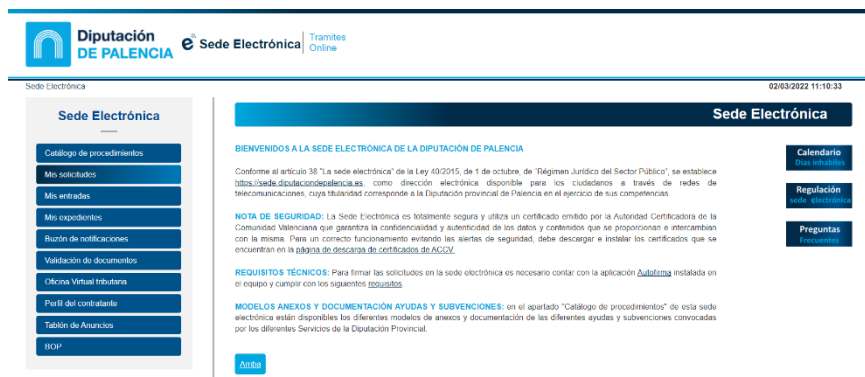 Diputación
DE PALENCIA
e Sede Electrónica
Tramites
Online
Sede Electrónica
02/03/2022 11:10:33
Sede Electrónica
Catálogo de procedimientos
Mis solicitudes
Mis entradas
Mis expedientes
Buzón de notificaciones
Validación de documentos
Oficina Virtual tributaria
Perfil del contratante
Tablón de Anuncios
BOP
Sede Electrónica
BIENVENIDOS A LA SEDE ELECTRÓNICA DE LA DIPUTACIÓN DE PALENCIA
Conforme al artículo 38 "La sede electrónica" de la Ley 40/2015, de 1 de octubre, de "Régimen Jurídico del Sector Público", se establece
https://sede.diputaciondepalencia.es, como dirección electrónica disponible para los ciudadanos a través de redes de
telecomunicaciones, cuya titularidad corresponde a la Diputación provincial de Palencia en el ejercicio de sus competencias.
NOTA DE SEGURIDAD: La Sede Electrónica es totalmente segura y utiliza un certificado emitido por la Autoridad Certificadora de la
Comunidad Valenciana que garantiza la confidencialidad y autenticidad de los datos y contenidos que se proporcionan e intercambian
con la misma. Para un correcto funcionamiento evitando las alertas de seguridad, debe descargar e instalar los certificados que se
encuentran en la página de descarga de certificados de ACCV.
REQUISITOS TÉCNICOS: Para firmar las solicitudes en la sede electrónica es necesario contar con la aplicación Autofirma instalada en
el equipo y cumplir con los siguientes requisitos.
MODELOS ANEXOS Y DOCUMENTACIÓN AYUDAS Y SUBVENCIONES: en el apartado "Catálogo de procedimientos" de esta sede
electrónica están disponibles los diferentes modelos de anexos y documentación de las diferentes ayudas y subvenciones convocadas
por los diferentes Servicios de la Diputación Provincial.
Arriba
Calendario
Días inhabiles
Regulación
sede electrónica
Preguntas
Frecuentes